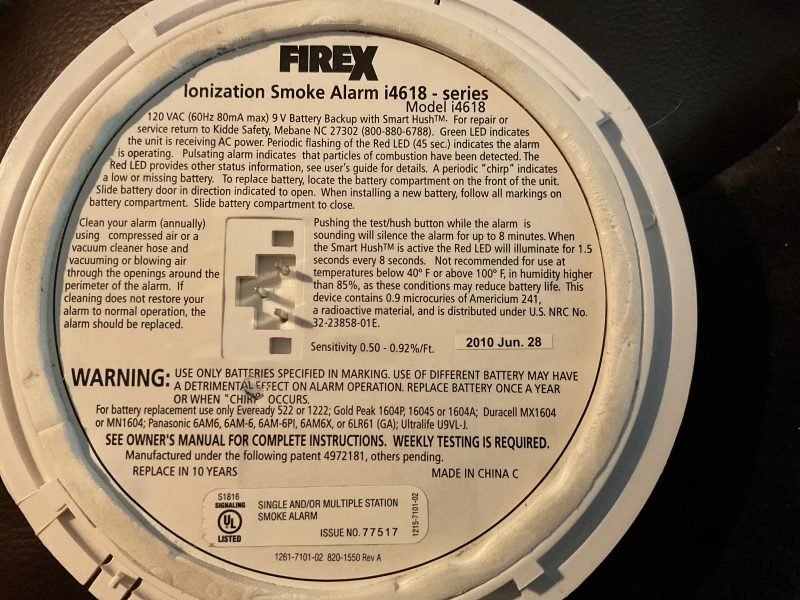 FIREX
Ionization Smoke Alarm i4618 - series
Model i4618
120 VAC (60Hz 80mA max) 9 V Battery Backup with Smart Hush™. For repair or
service return to Kidde Safety, Mebane NC 27302 (800-880-6788). Green LED indicates
the unit is receiving AC power. Periodic flashing of the Red LED (45 sec.) indicates the alarm
is operating. Pulsating alarm indicates that particles of combustion have been detected. The
Red LED provides other status information, see user's guide for details. A periodic "chirp" indicates
a low or missing battery. To replace battery, locate the battery compartment on the front of the unit.
Slide battery door in direction indicated to open. When installing a new battery, follow all markings on
battery compartment. Slide battery compartment to close.
Clean your alarm (annually)
using compressed air or a
vacuum cleaner hose and
vacuuming or blowing air
through the openings around the
perimeter of the alarm. If
cleaning does not restore your
alarm to normal operation, the
alarm should be replaced.
Pushing the test/hush button while the alarm is
sounding will silence the alarm for up to 8 minutes. When
the Smart Hush™ is active the Red LED will illuminate for 1.5
seconds every 8 seconds. Not recommended for use at
temperatures below 40° F or above 100° F, in humidity higher
than 85%, as these conditions may reduce battery life. This
device contains 0.9 microcuries of Americium 241,
a radioactive material, and is distributed under U.S. NRC No.
32-23858-01E.
Sensitivity 0.50 - 0.92%/Ft.
2010 Jun. 28
WARNING: USE ONLY BATTERIES SPECIFIED IN MARKING. USE OF DIFFERENT BATTERY MAY HAVE
A DETRIMENTAL EFFECT ON ALARM OPERATION. REPLACE BATTERY ONCE A YEAR
OR WHEN "CHIRP" OCCURS.
For battery replacement use only Eveready 522 or 1222; Gold Peak 1604P, 1604S or 1604A; Duracell MX1604
or MN1604; Panasonic 6AM6, 6AM-6, 6AM-6PI, 6AM6X, or 6LR61 (GA); Ultralife U9VL-J.
SEE OWNER'S MANUAL FOR COMPLETE INSTRUCTIONS. WEEKLY TESTING IS REQUIRED.
Manufactured under the following patent 4972181, others pending.
REPLACE IN 10 YEARS
MADE IN CHINA C
S1816
SIGNALING
UL
LISTED
SINGLE AND/OR MULTIPLE STATION
SMOKE ALARM
ISSUE NO. 77517
1215-7101-02
1261-7101-02 820-1550 Rev A